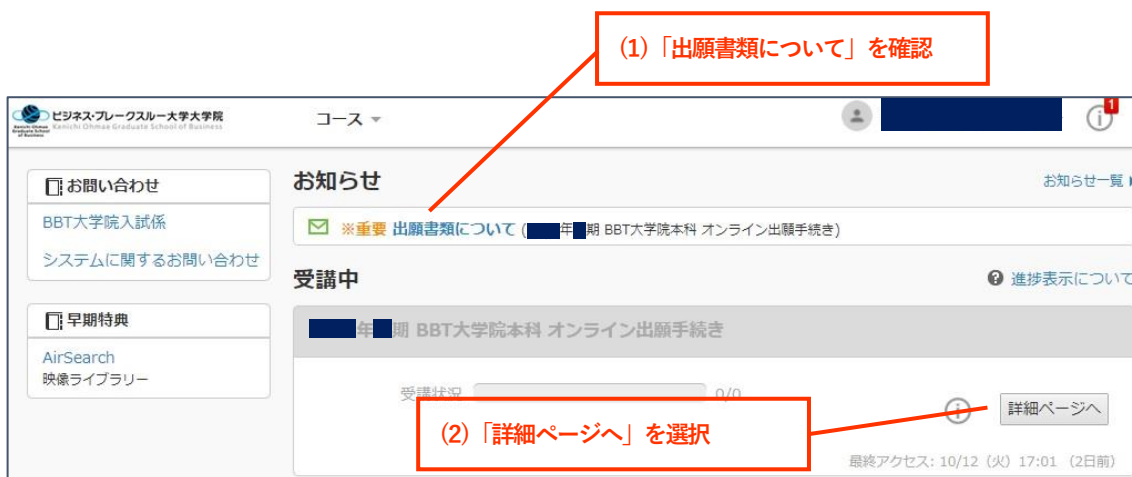 (1)「出願書類について」を確認
ビジネス・ブレークスルー大学大学院
Kenichi Ohmae Graduate School of Business
コース
1
お問い合わせ
BBT大学院入試係
システムに関するお問い合わせ
早期特典
AirSearch
映像ライブラリー
お知らせ
お知らせ一覧
※重要 出願書類について (年 期 BBT大学院本科 オンライン出願手続き)
受講中
進捗表示について
年 期 BBT大学院本科 オンライン出願手続き
受講状況 0/0
詳細ページへ
(2)「詳細ページへ」を選択
最終アクセス: 10/12 (火) 17:01 (2日前)